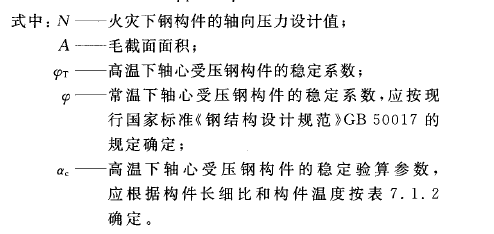 式中：N——火灾下钢构件的轴向压力设计值；
A——毛截面面积；
φT——高温下轴心受压钢构件的稳定系数；
φ——常温下轴心受压钢构件的稳定系数，应按现
行国家标准《钢结构设计规范》GB 50017 的
规定确定；
αc——高温下轴心受压钢构件的稳定验算参数，
应根据构件长细比和构件温度按表 7.1.2
确定。